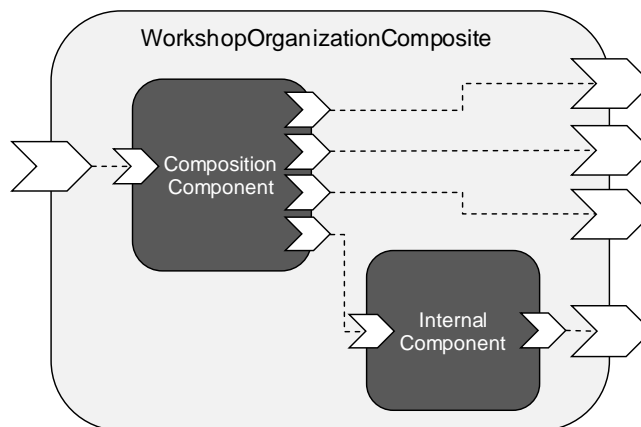 WorkshopOrganizationComposite
Composition
Component
Internal
Component